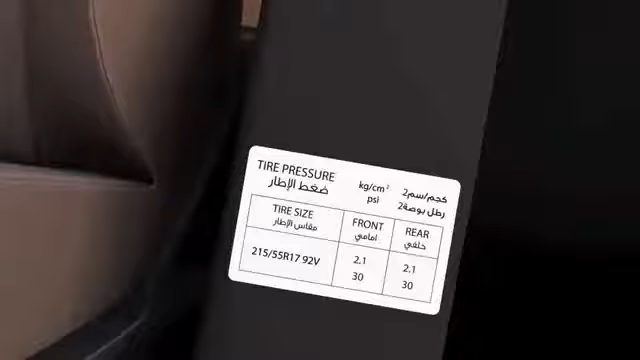 TIRE PRESSURE
ضغط الإطار
kg/cm² كجم/سم2
psi رطل بوصة2
TIRE SIZE FRONT REAR
مقاس الإطار امامي خلفي
215/55R17 92V 2.1 2.1
30 30